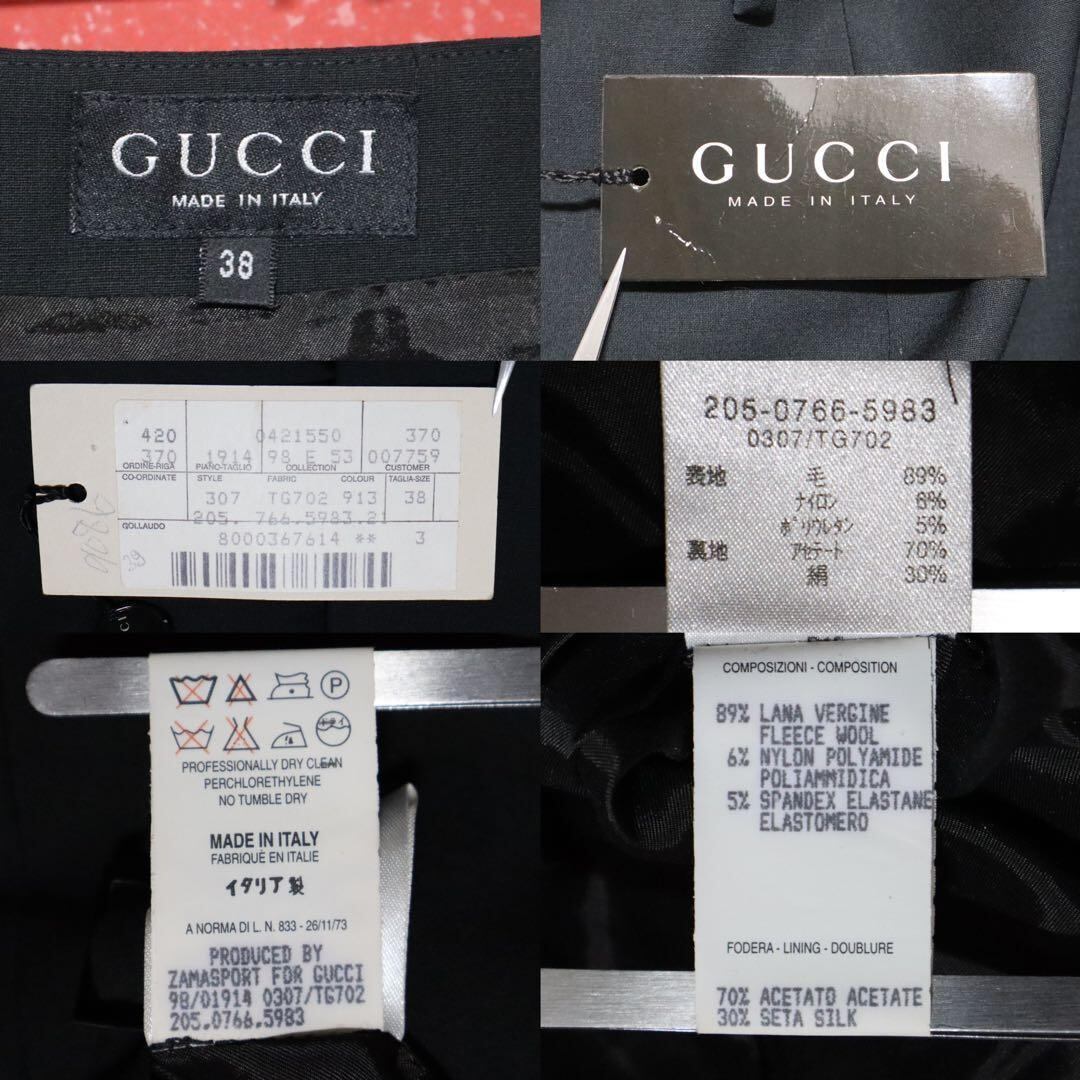 GUCCI
MADE IN ITALY
38
GUCCI
MADE IN ITALY
420 0421550 370
370 1914 98 E 53 007759
ORDINE-RIGA PIANO-TAGLIO COLLECTION CUSTOMER
CO-ORDINATE STYLE FABRIC COLOUR TAGLIA-SIZE
307 TG702 913 38
205. 766.5983.21
COLLAUDO
8000367614 ** 3
205-0766-5983
0307/TG702
表地 毛 89%
ナイロン 6%
ポリウレタン 5%
裏地 アセテート 70%
絹 30%
P
ドライ
PROFESSIONALLY DRY CLEAN
PERCHLORETHYLENE
NO TUMBLE DRY
MADE IN ITALY
FABRIQUÉ EN ITALIE
イタリア製
A NORMA DI L. N. 833 - 26/11/73
PRODUCED BY
ZAMASPORT FOR GUCCI
98/01914 0307/TG702
205.0766.5983
COMPOSIZIONI - COMPOSITION
89% LANA VERGINE
FLEECE WOOL
6% NYLON POLYAMIDE
POLIAMMIDICA
5% SPANDEX ELASTANE
ELASTOMERO
FODERA - LINING - DOUBLURE
70% ACETATO ACETATE
30% SETA SILK